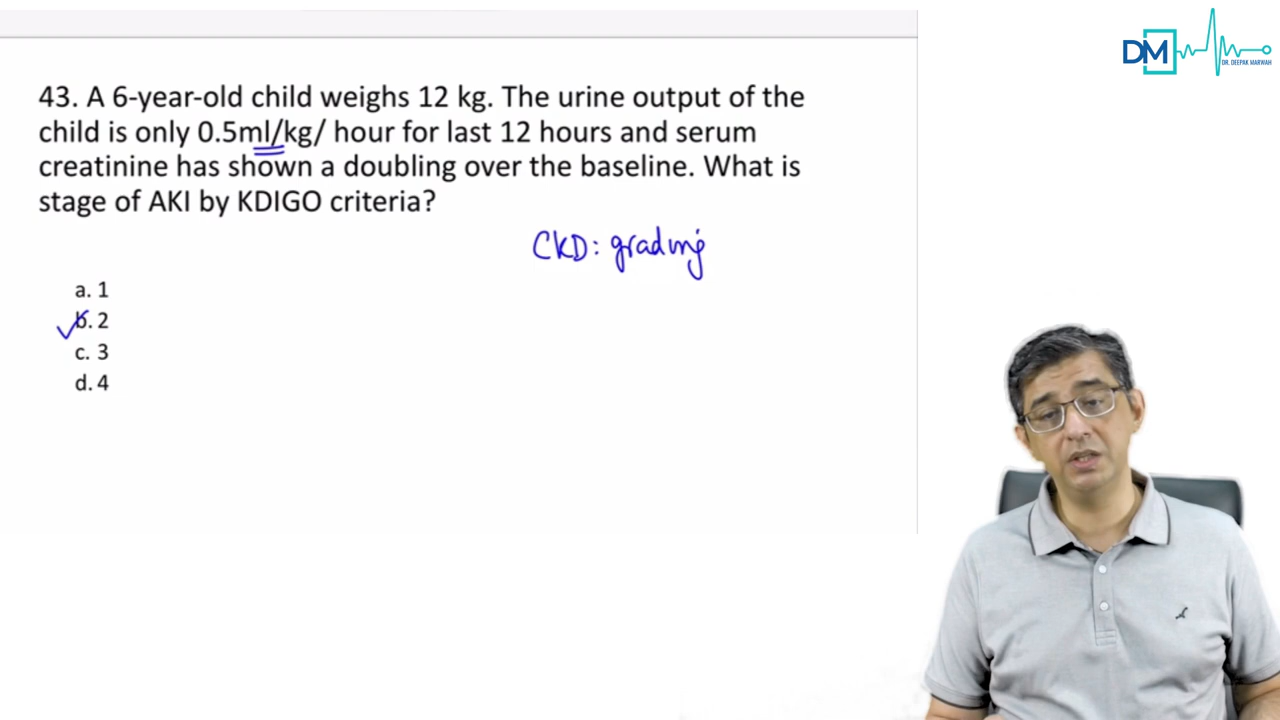 DM
DR. DEEPAK MARWAH
43. A 6-year-old child weighs 12 kg. The urine output of the
child is only 0.5ml/kg/ hour for last 12 hours and serum
creatinine has shown a doubling over the baseline. What is
stage of AKI by KDIGO criteria?
CKD: grading
a. 1
b. 2
c. 3
d. 4